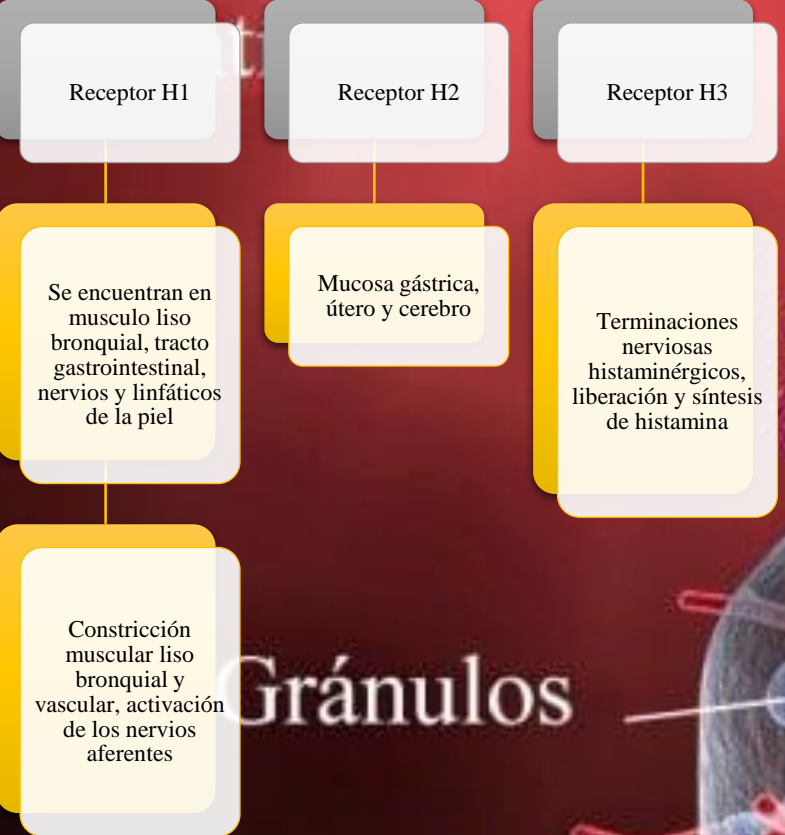 Receptor H1
Se encuentran en
musculo liso
bronquial, tracto
gastrointestinal,
nervios y linfáticos
de la piel
Constricción
muscular liso
bronquial y
vascular, activación
de los nervios
aferentes
Receptor H2
Mucosa gástrica,
útero y cerebro
Receptor H3
Terminaciones
nerviosas
histaminérgicos,
liberación y síntesis
de histamina
Gránulos